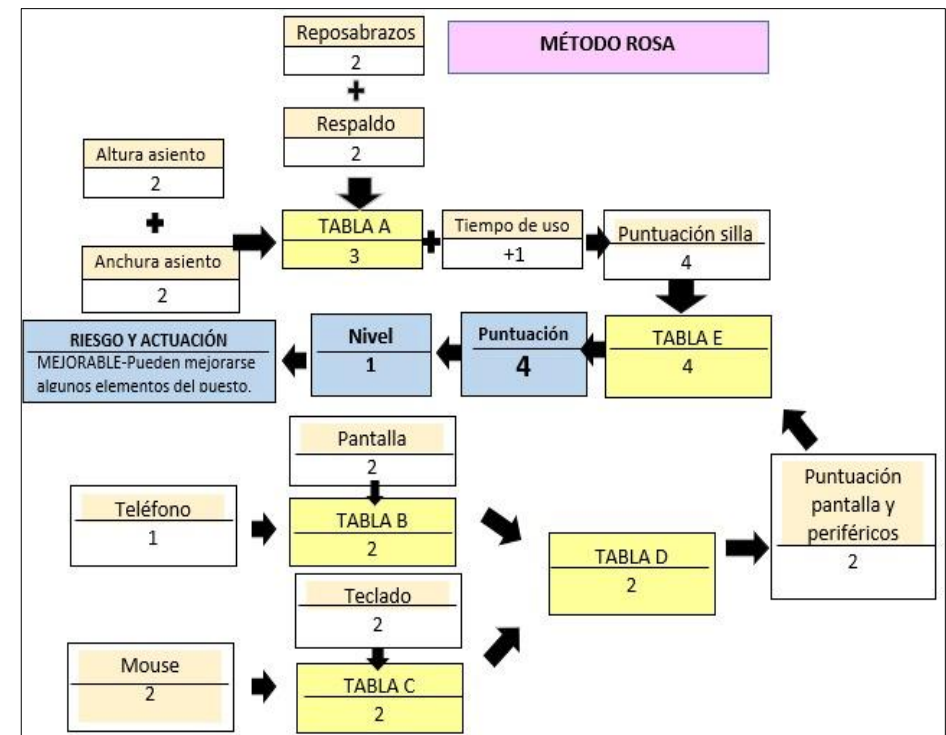 MÉTODO ROSA
Reposabrazos
2
+
Respaldo
2
Altura asiento
2
+
Anchura asiento
2
TABLA A
3
+
Tiempo de uso
+1
Puntuación silla
4
TABLA E
4
Puntuación
4
Nivel
1
RIESGO Y ACTUACIÓN
MEJORABLE-Pueden mejorarse
algunos elementos del puesto.
Pantalla
2
Teléfono
1
TABLA B
2
Teclado
2
Mouse
2
TABLA C
2
TABLA D
2
Puntuación
pantalla y
periféricos
2